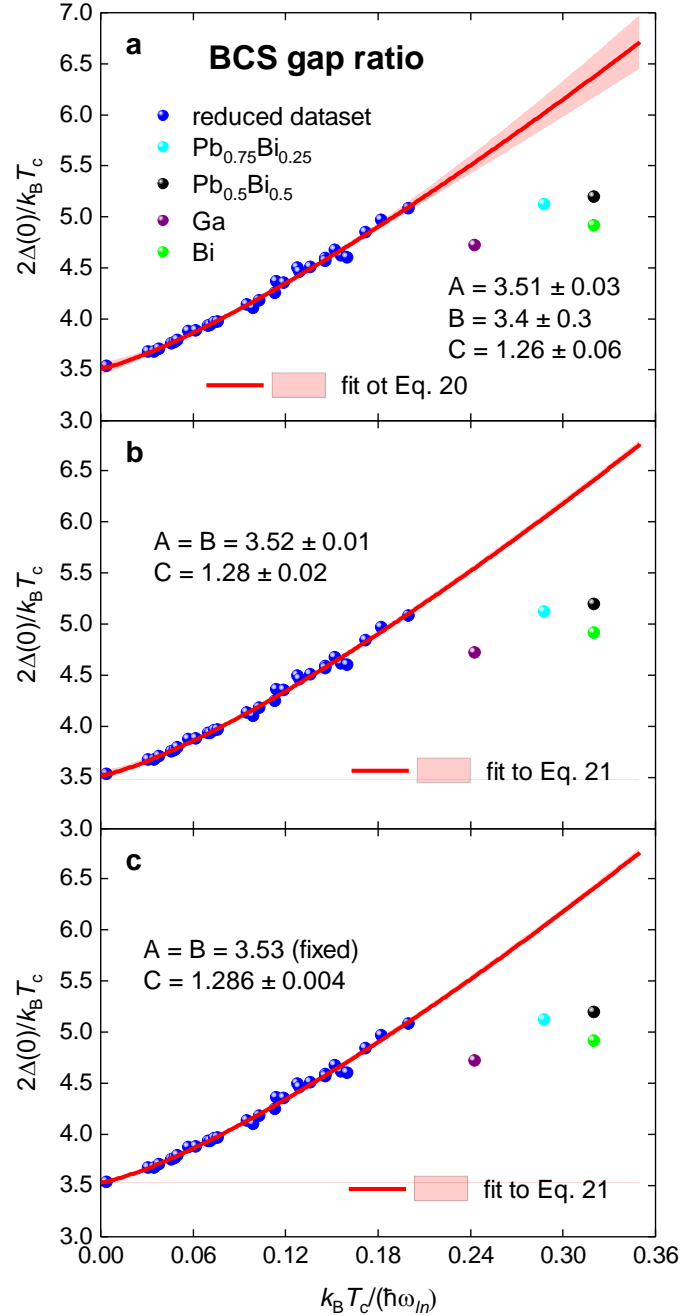 a BCS gap ratio
reduced dataset
Pb0.75Bi0.25
Pb0.5Bi0.5
Ga
Bi
A = 3.51 ± 0.03
B = 3.4 ± 0.3
C = 1.26 ± 0.06
fit ot Eq. 20
7.0
6.5
6.0
5.5
5.0
4.5
4.0
3.5
3.0
2Δ(0)/kBTc
b
A = B = 3.52 ± 0.01
C = 1.28 ± 0.02
fit to Eq. 21
6.5
6.0
5.5
5.0
4.5
4.0
3.5
3.0
2Δ(0)/kBTc
c
A = B = 3.53 (fixed)
C = 1.286 ± 0.004
fit to Eq. 21
6.5
6.0
5.5
5.0
4.5
4.0
3.5
3.0
2Δ(0)/kBTc
0.00 0.06 0.12 0.18 0.24 0.30 0.36
kBTc/(ħωln)